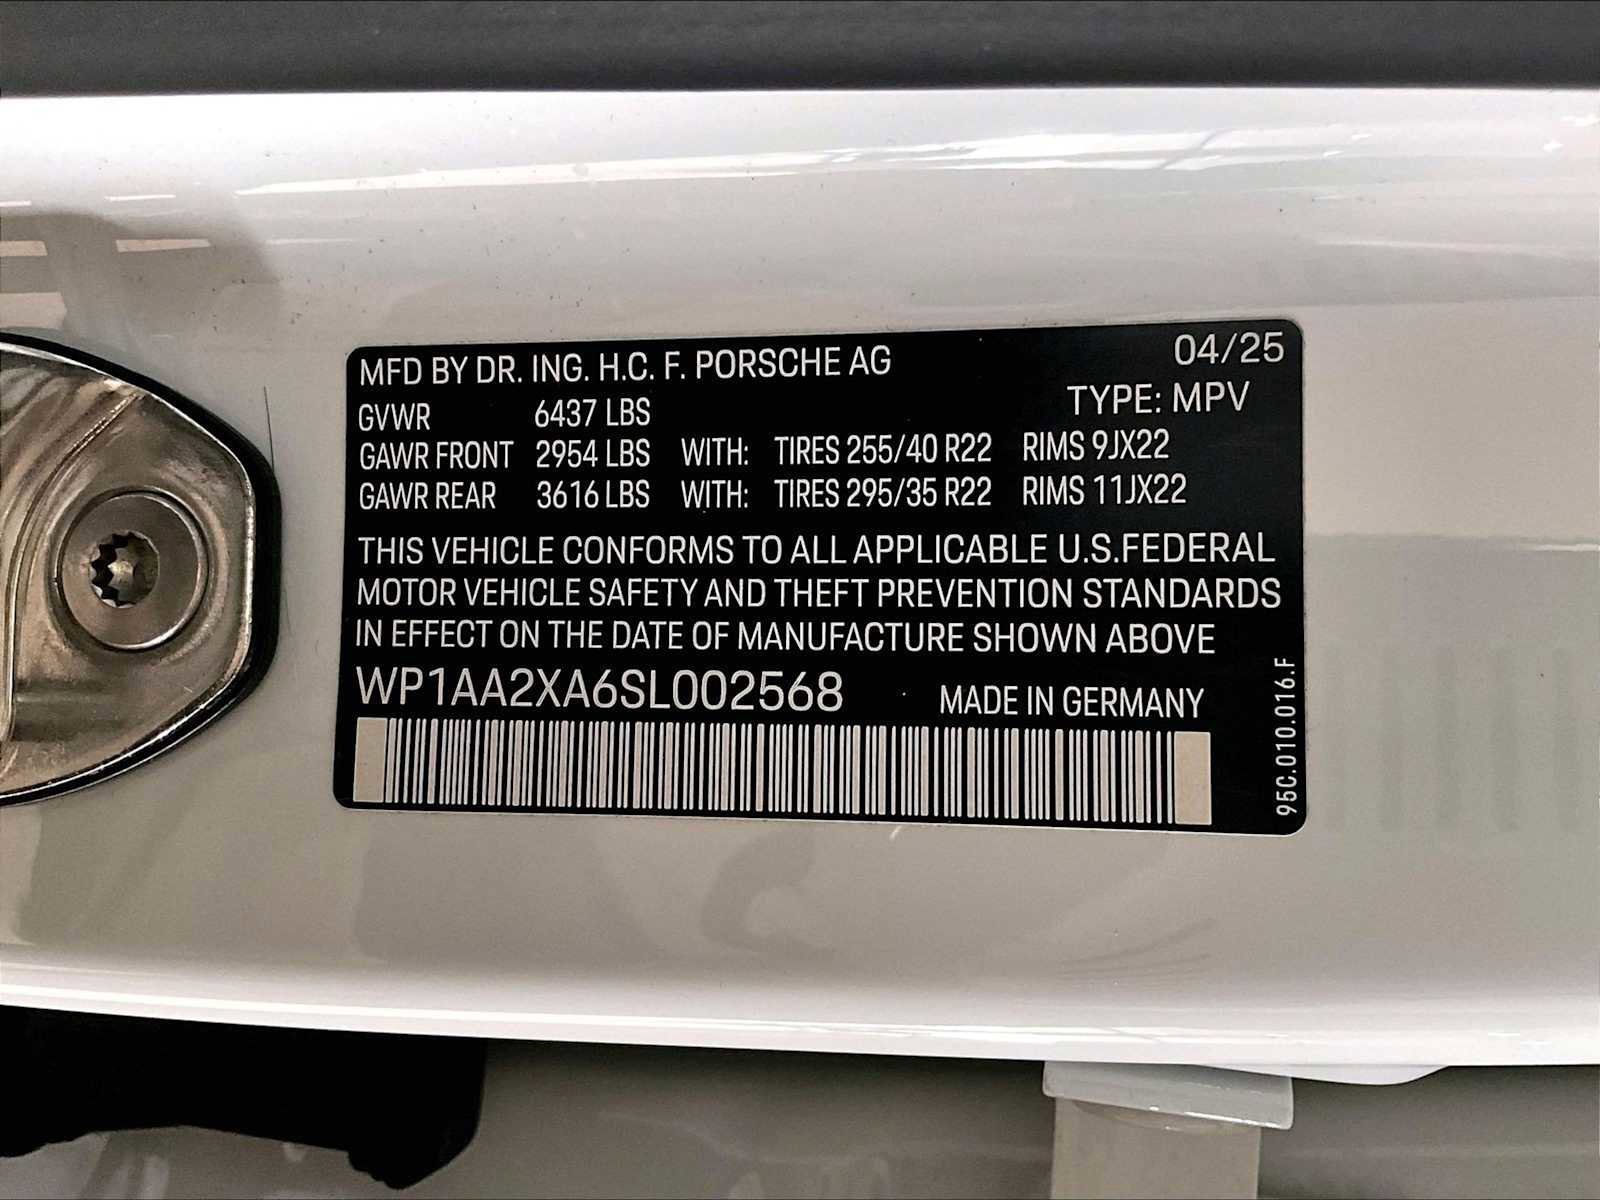 MFD BY DR. ING. H.C. F. PORSCHE AG 04/25
GVWR 6437 LBS TYPE: MPV
GAWR FRONT 2954 LBS WITH: TIRES 255/40 R22 RIMS 9JX22
GAWR REAR 3616 LBS WITH: TIRES 295/35 R22 RIMS 11JX22
THIS VEHICLE CONFORMS TO ALL APPLICABLE U.S.FEDERAL
MOTOR VEHICLE SAFETY AND THEFT PREVENTION STANDARDS
IN EFFECT ON THE DATE OF MANUFACTURE SHOWN ABOVE
WP1AA2XA6SL002568 MADE IN GERMANY
95C.010.016.F